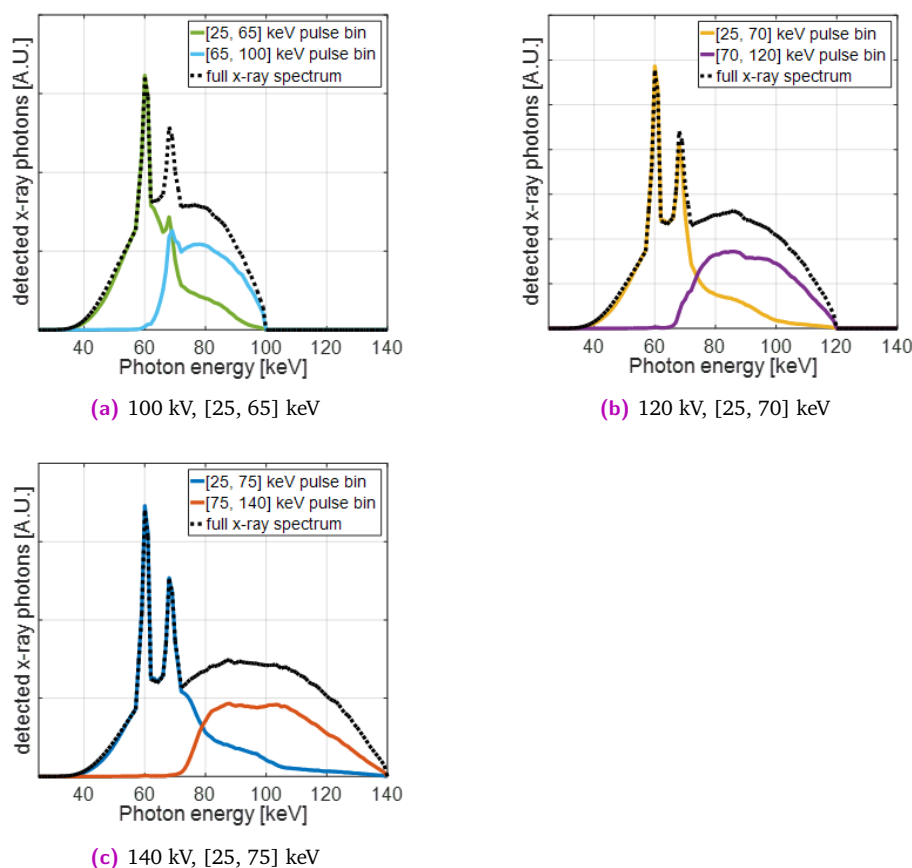 [25, 65] keV pulse bin
[65, 100] keV pulse bin
full x-ray spectrum
detected x-ray photons [A.U.]
40 60 80 100 120 140
Photon energy [keV]
(a) 100 kV, [25, 65] keV
[25, 70] keV pulse bin
[70, 120] keV pulse bin
full x-ray spectrum
detected x-ray photons [A.U.]
40 60 80 100 120 140
Photon energy [keV]
(b) 120 kV, [25, 70] keV
[25, 75] keV pulse bin
[75, 140] keV pulse bin
full x-ray spectrum
detected x-ray photons [A.U.]
40 60 80 100 120 140
Photon energy [keV]
(c) 140 kV, [25, 75] keV